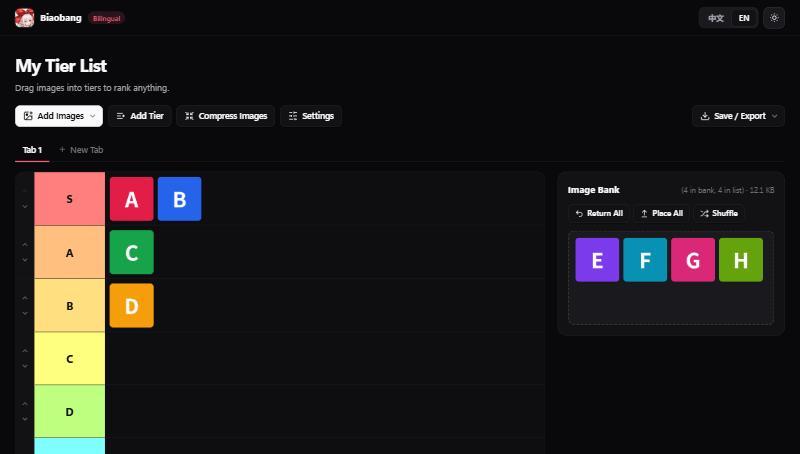 Biaobang Bilingual 中文 EN
My Tier List
Drag images into tiers to rank anything.
Add Images Add Tier Compress Images Settings Save / Export
Tab 1 + New Tab
S A B
A C
B D
C
D
Image Bank (4 in bank, 4 in list) · 12.1 KB
Return All Place All Shuffle
E F G H